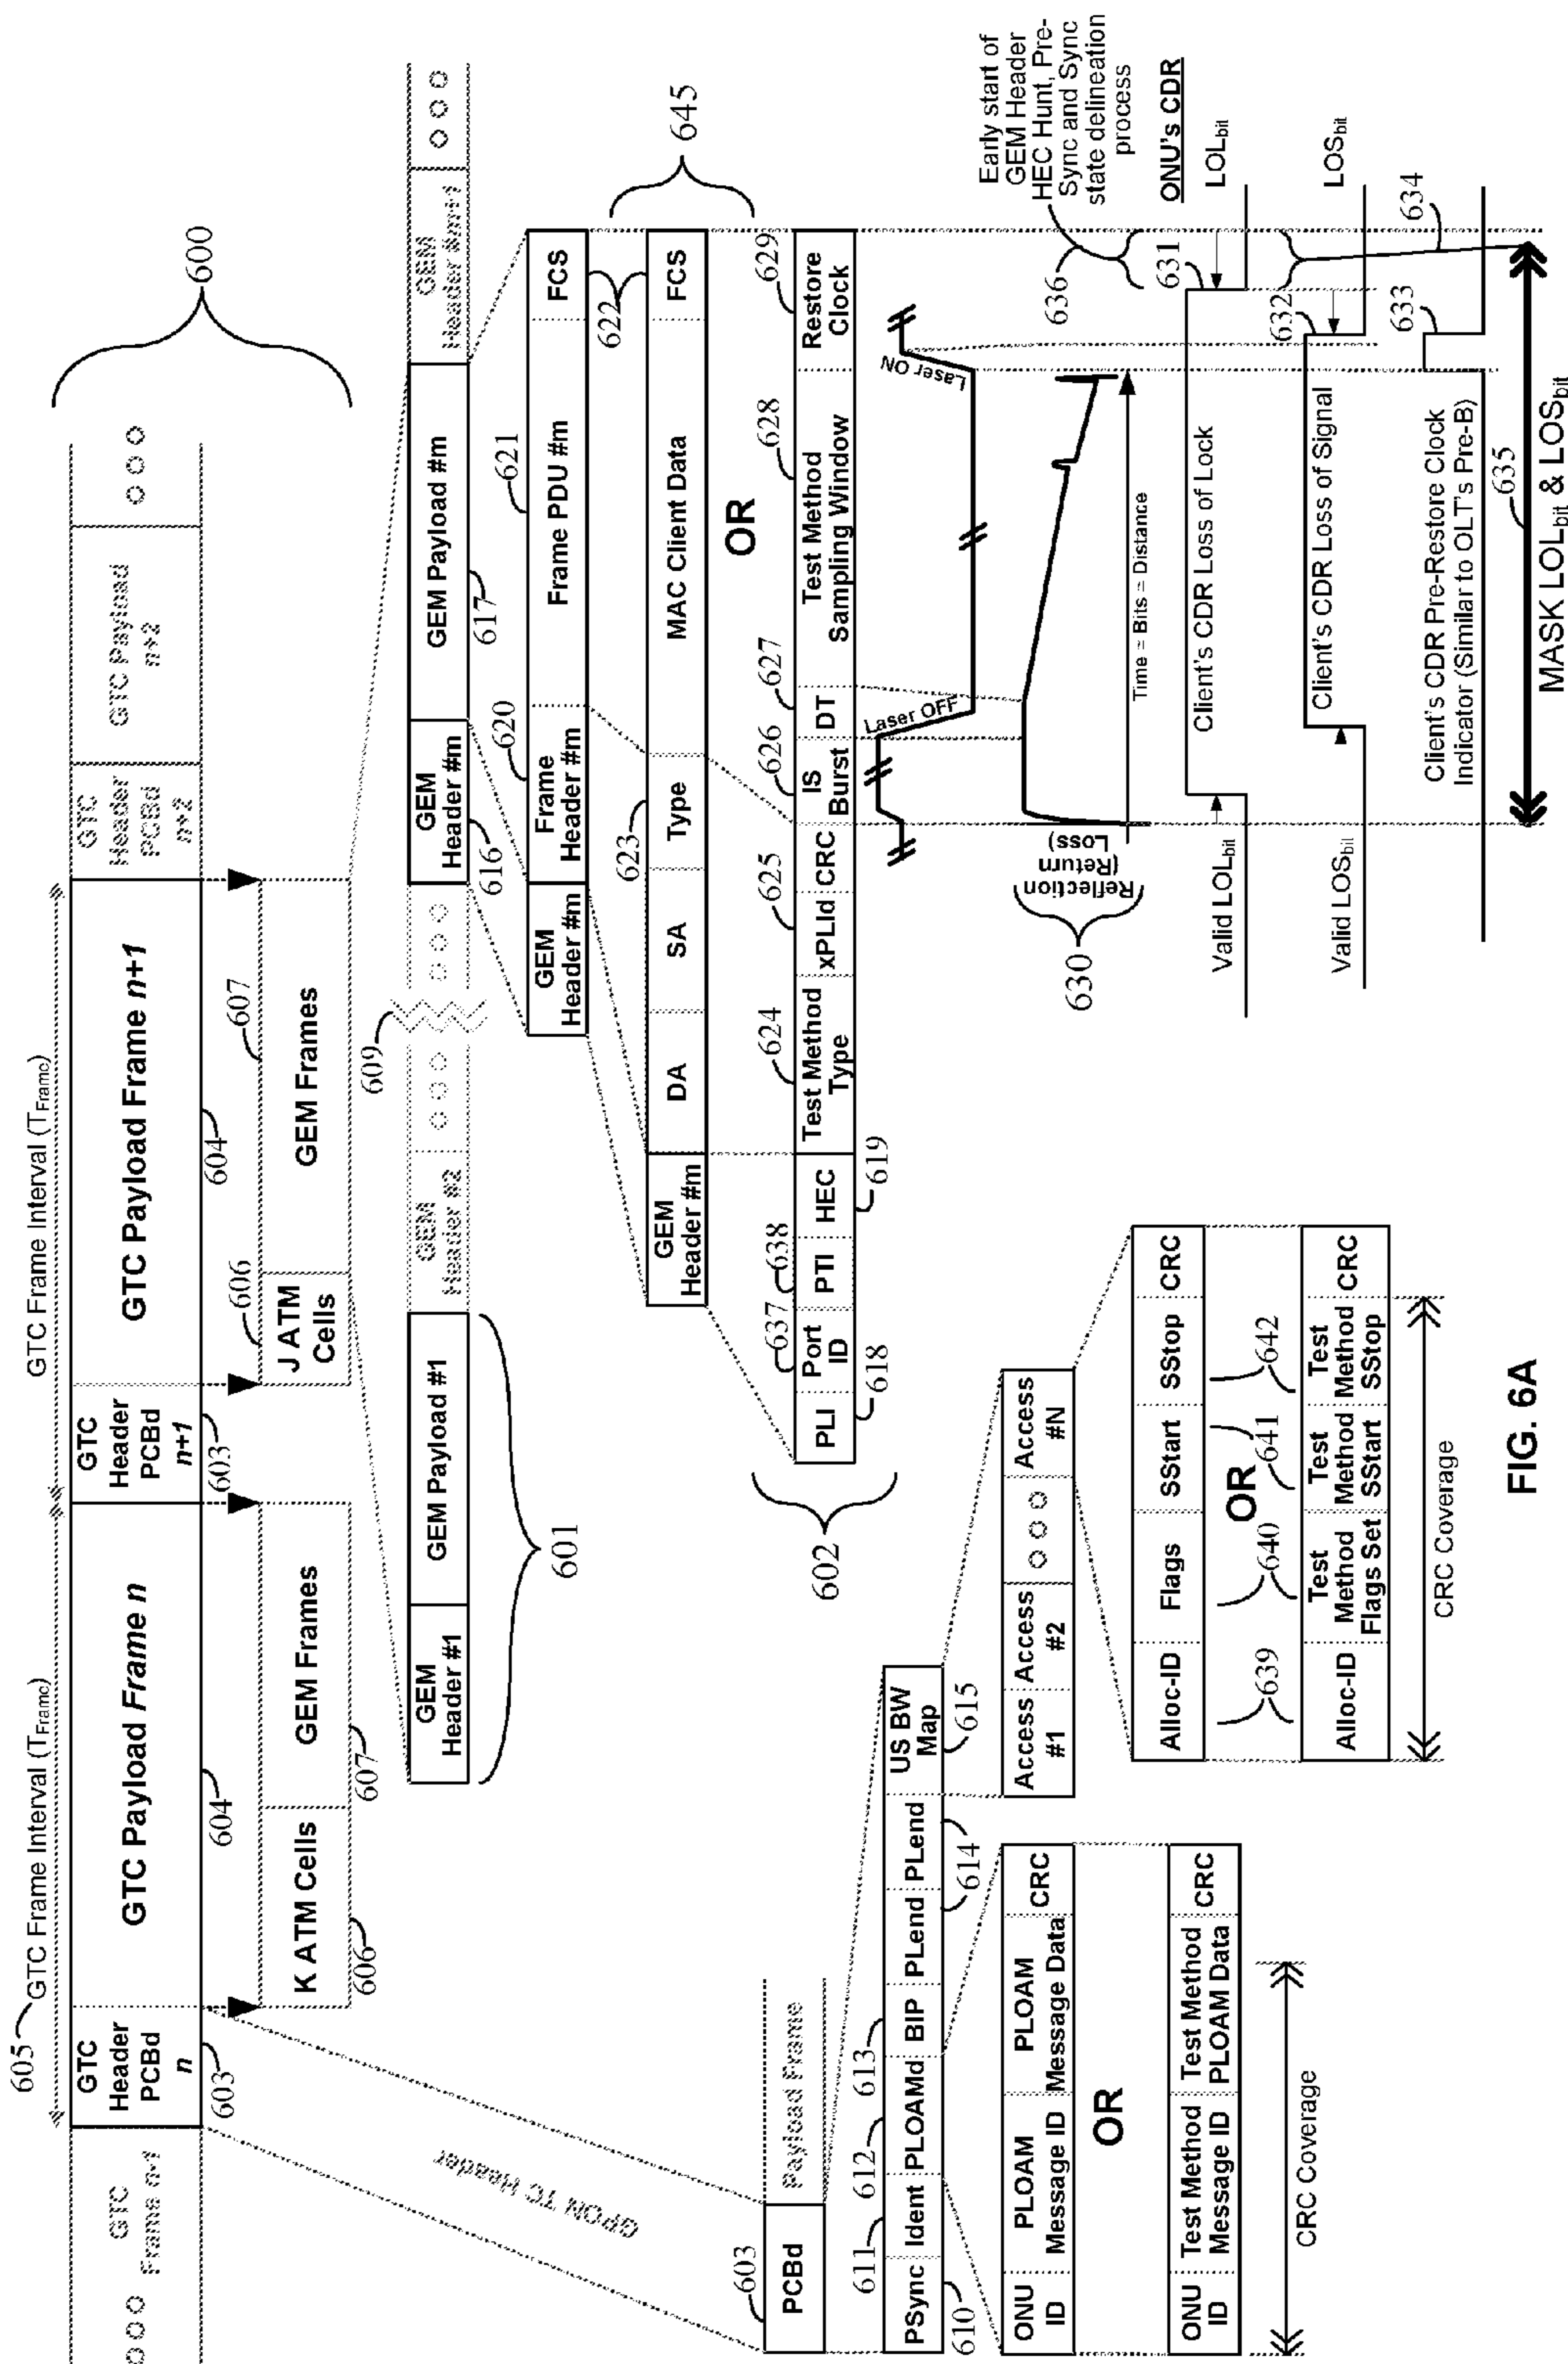 605
GTC Frame Interval (TFrame)
GTC Frame Interval (TFrame)
GTC
Frame n-1
GTC
Header
PCBd
n
GTC Payload Frame n
GTC
Header
PCBd
n+1
GTC Payload Frame n+1
GTC
Header
PCBd
n+2
GTC Payload
n+2
600
603
604
603
604
K ATM Cells
GEM Frames
J ATM
Cells
GEM Frames
606
607
606
607
609
GEM
Header #1
GEM Payload #1
GEM
Header #2
GEM
Header #m
GEM Payload #m
GEM
Header #m+1
601
616
617
620
621
GEM
Header #m
Frame
Header #m
Frame PDU #m
FCS
622
645
623
GEM
Header #m
DA
SA
Type
MAC Client Data
FCS
OR
637
638
624
625
626
627
628
629
PLI
Port
ID
PTI
HEC
Test Method
Type
xPLId
CRC
IS
Burst
DT
Test Method
Sampling Window
Restore
Clock
618
619
602
Laser OFF
Laser ON
630
Reflection
(Return
Loss)
Time = Bits = Distance
636
Early start of
GEM Header
HEC Hunt, Pre-
Sync and Sync
state delineation
process
ONU's CDR
Valid LOLbit
Client's CDR Loss of Lock
631
LOLbit
Valid LOSbit
Client's CDR Loss of Signal
632
LOSbit
Client's CDR Pre-Restore Clock
Indicator (Similar to OLT's Pre-B)
633
634
635
MASK LOLbit & LOSbit
GPON TC Header
603
PCBd
Payload Frame
611
612
613
PSync
Ident
PLOAMd
BIP
PLend
PLend
US BW
Map
610
614
615
ONU
ID
PLOAM
Message ID
PLOAM
Message Data
CRC
OR
ONU
ID
Test Method
Message ID
Test Method
PLOAM Data
CRC
CRC Coverage
Access
#1
Access
#2
Access
#N
Alloc-ID
Flags
SStart
SStop
CRC
639
640
OR
641
642
Alloc-ID
Test
Method
Flags Set
Test
Method
SStart
Test
Method
SStop
CRC
CRC Coverage
FIG. 6A